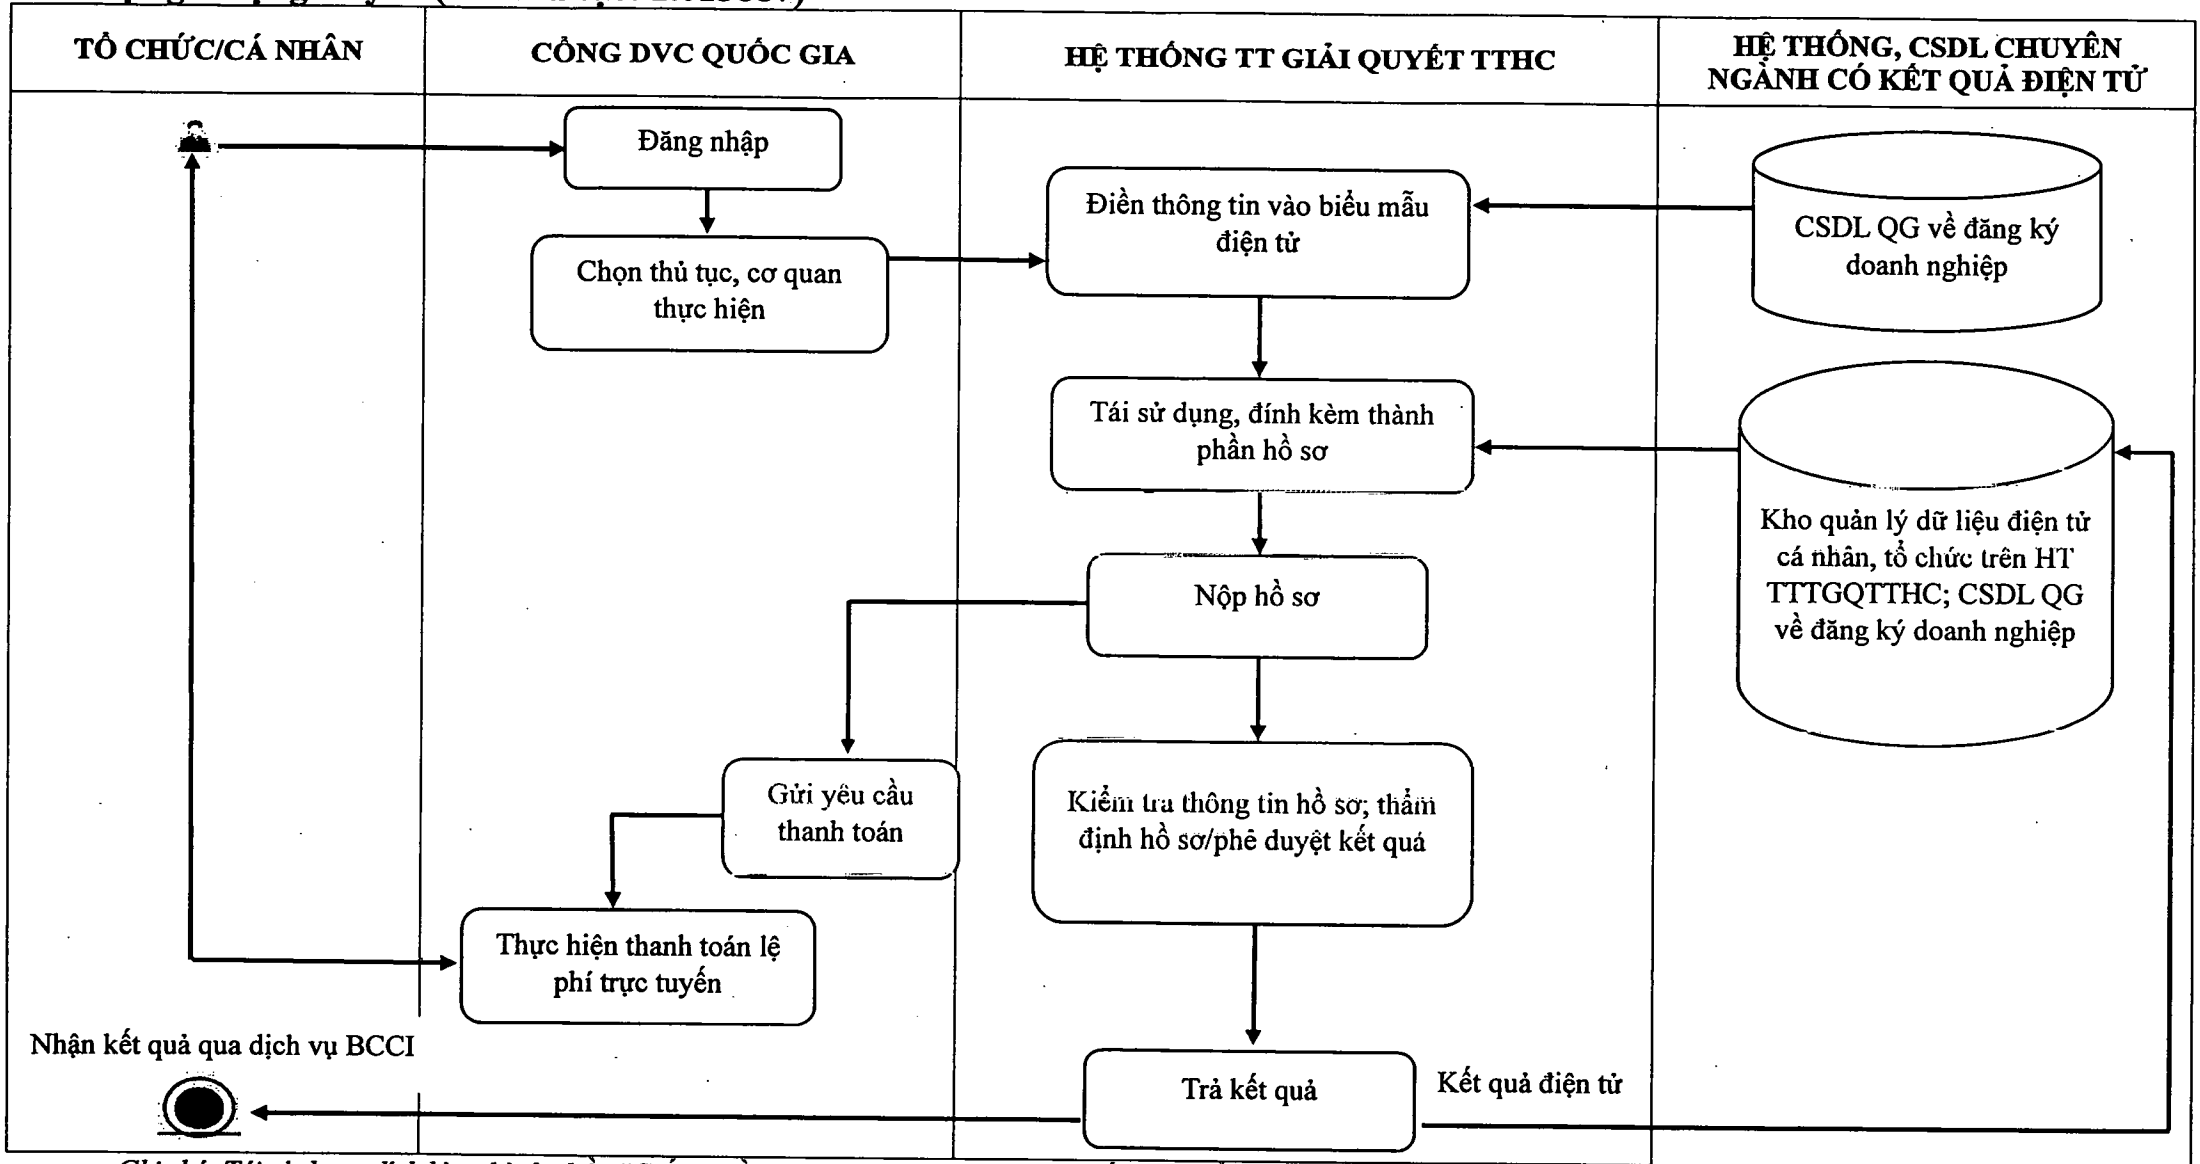 TỔ CHỨC/CÁ NHÂN
CỔNG DVC QUỐC GIA
HỆ THỐNG TT GIẢI QUYẾT TTHC
HỆ THỐNG, CSDL CHUYÊN
NGÀNH CÓ KẾT QUẢ ĐIỆN TỬ
Đăng nhập
Điền thông tin vào biểu mẫu
điện tử
CSDL QG về đăng ký
doanh nghiệp
Chọn thủ tục, cơ quan
thực hiện
Tái sử dụng, đính kèm thành
phần hồ sơ
Kho quản lý dữ liệu điện tử
cá nhân, tổ chức trên HT
TTTGQTTHC; CSDL QG
về đăng ký doanh nghiệp
Nộp hồ sơ
Gửi yêu cầu
thanh toán
Kiểm tra thông tin hồ sơ; thẩm
định hồ sơ/phê duyệt kết quả
Thực hiện thanh toán lệ
phí trực tuyến
Nhận kết quả qua dịch vụ BCCI
Trả kết quả
Kết quả điện tử